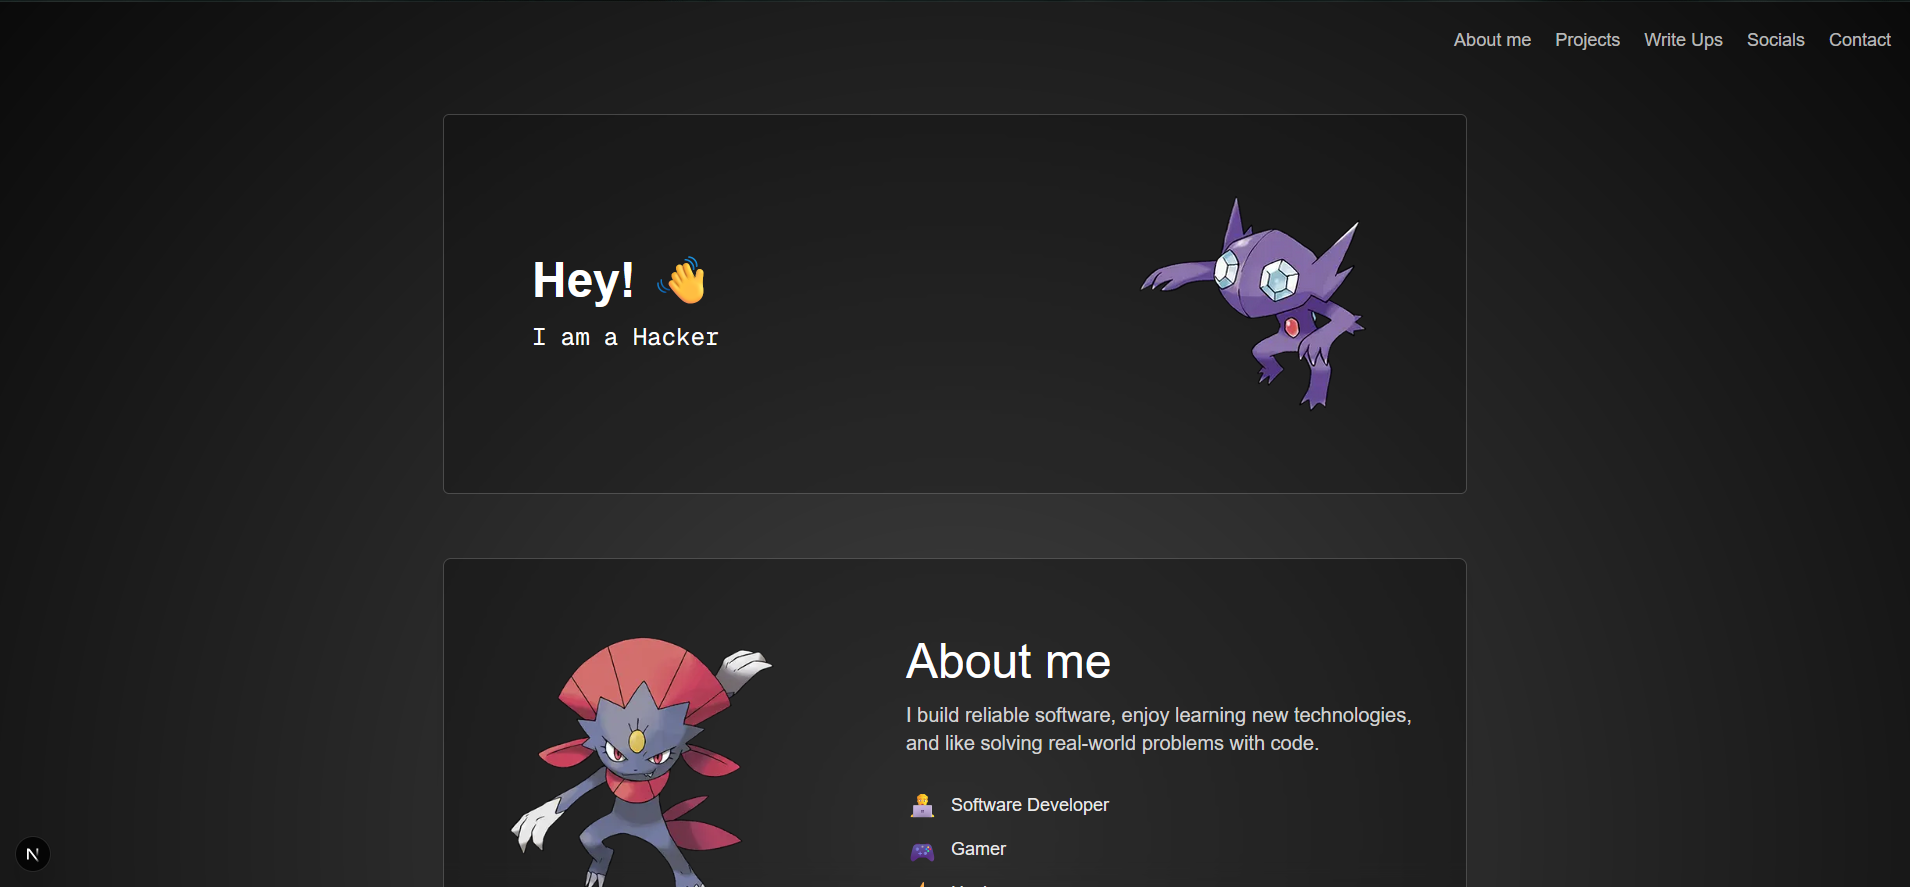 About me Projects Write Ups Socials Contact
Hey! 👋
I am a Hacker
About me
I build reliable software, enjoy learning new technologies,
and like solving real-world problems with code.
Software Developer
Gamer
N